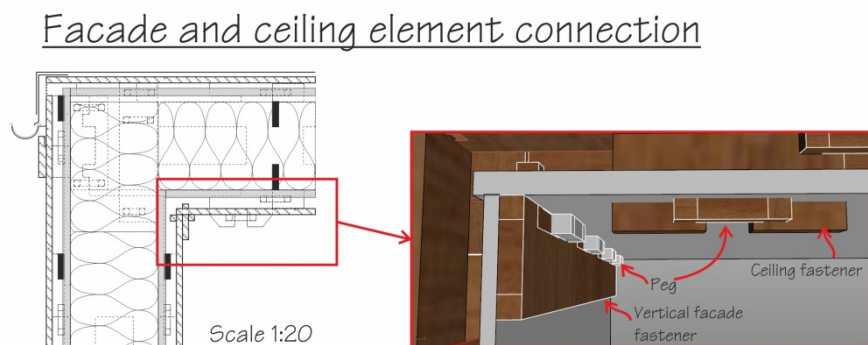 Facade and ceiling element connection
Ceiling fastener
Peg
Vertical facade
fastener
Scale 1:20